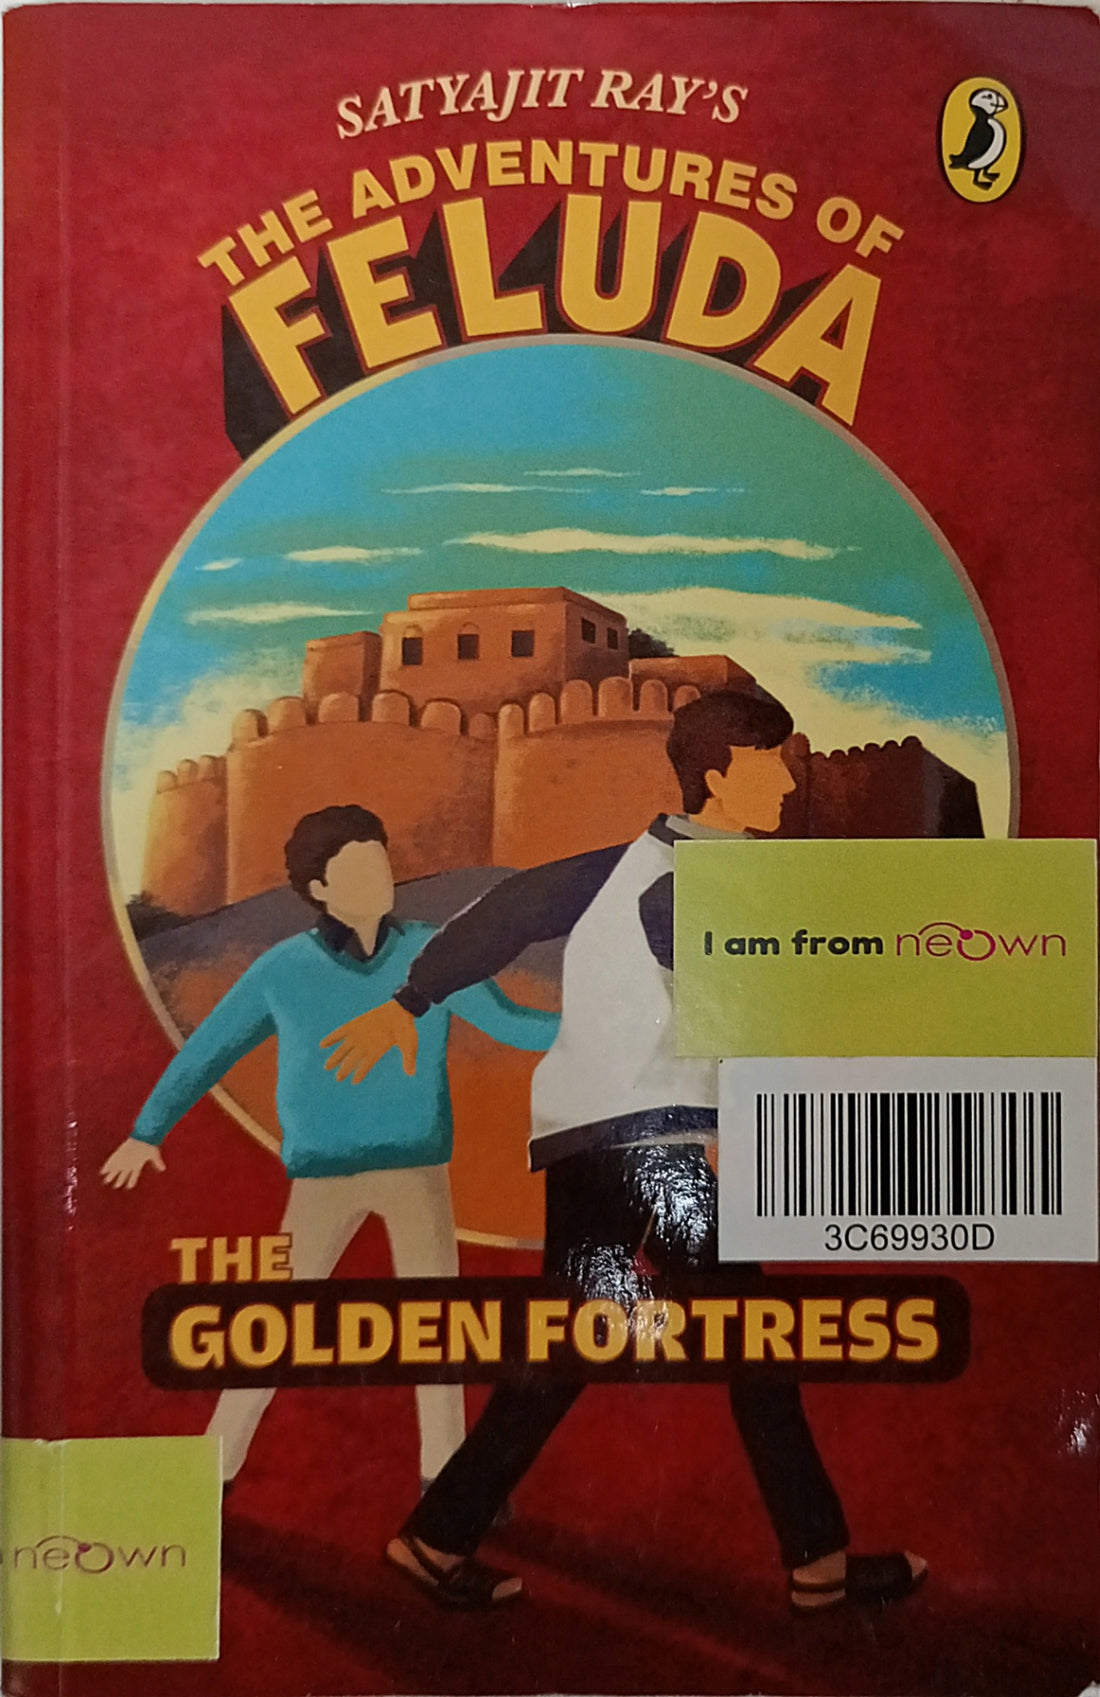 SATYAJIT RAY'S
THE ADVENTURES OF
FELUDA
I am from neown
3C69930D
THE
GOLDEN FORTRESS
neown